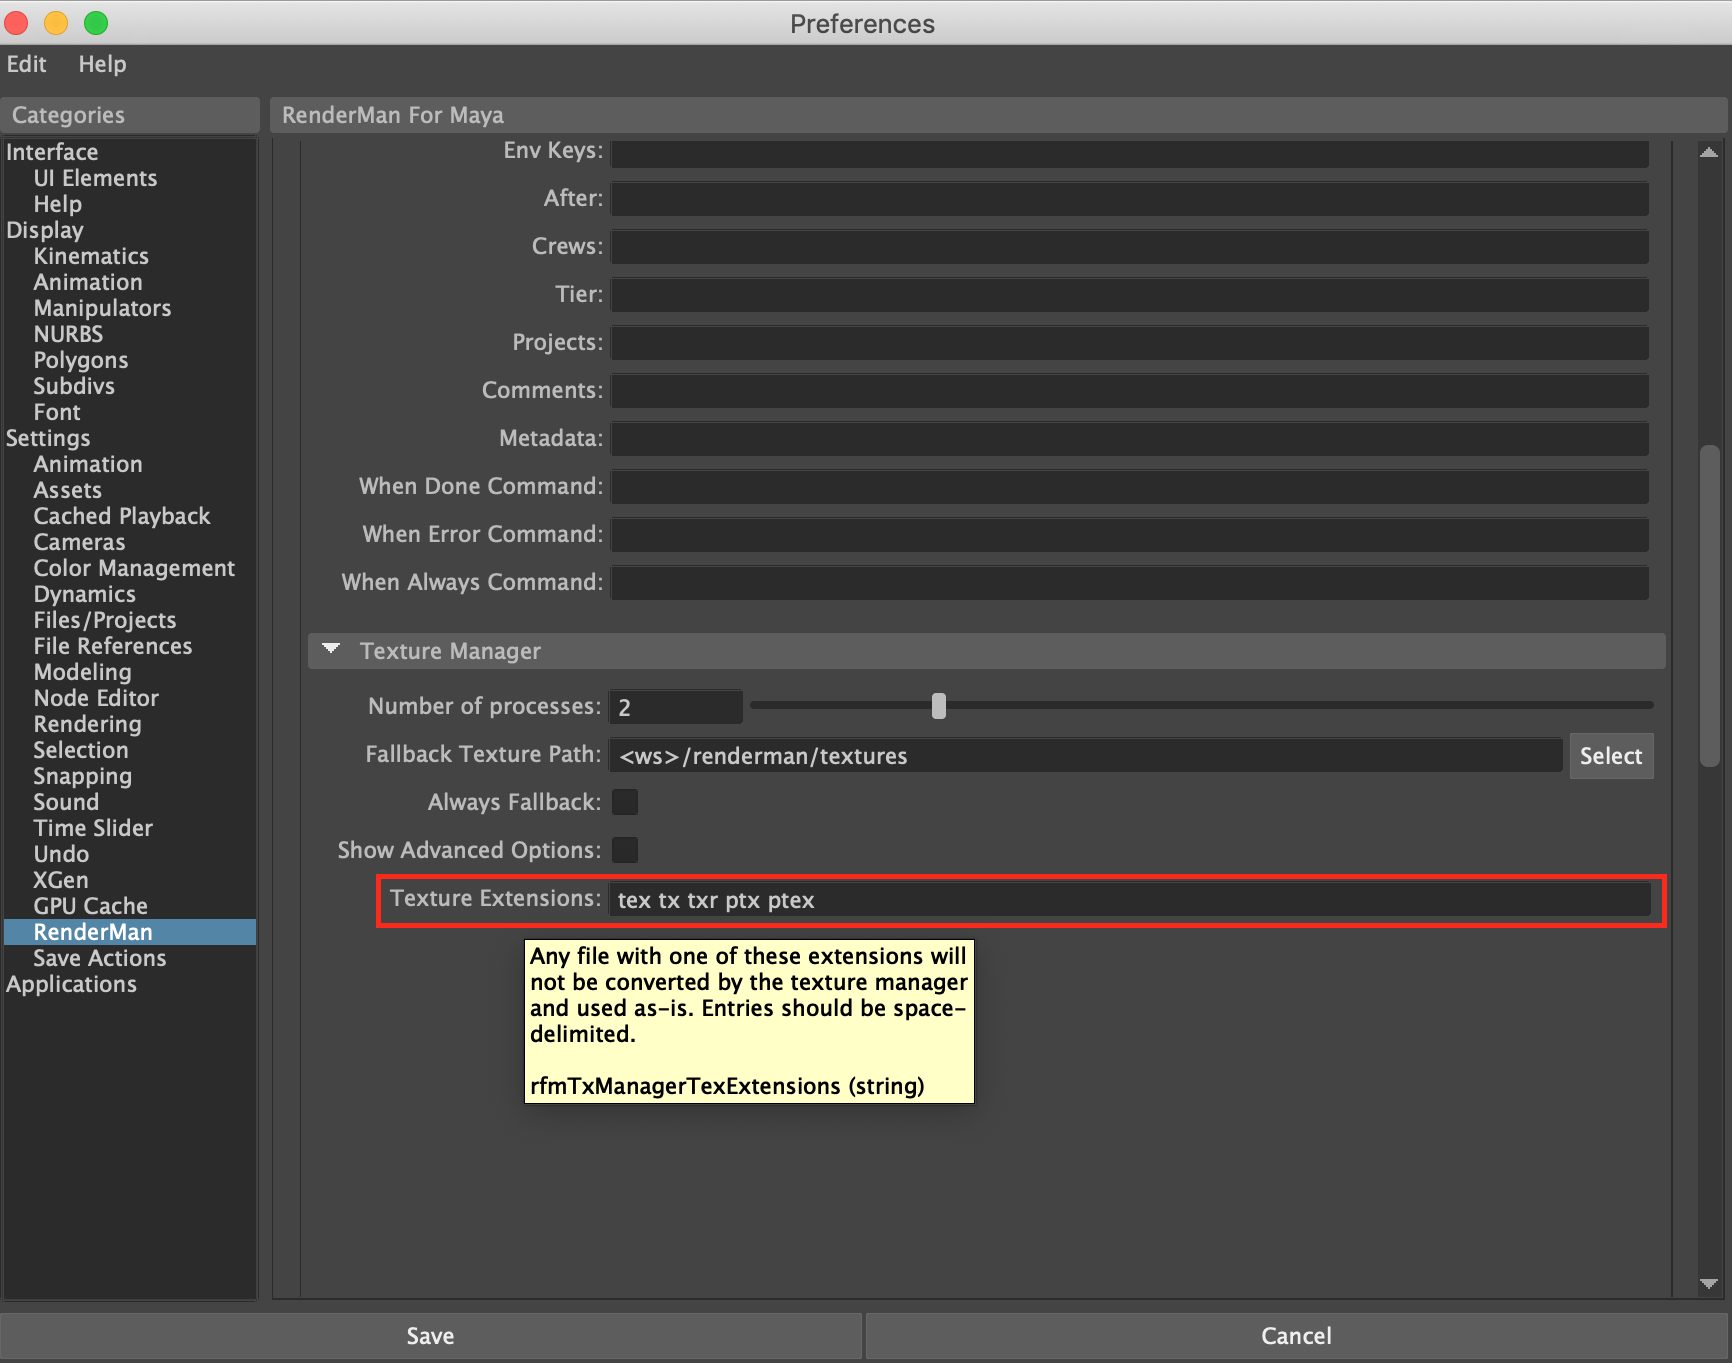 Preferences
Edit Help
Categories
Interface
UI Elements
Help
Display
Kinematics
Animation
Manipulators
NURBS
Polygons
Subdivs
Font
Settings
Animation
Assets
Cached Playback
Cameras
Color Management
Dynamics
Files/Projects
File References
Modeling
Node Editor
Rendering
Selection
Snapping
Sound
Time Slider
Undo
XGen
GPU Cache
RenderMan
Save Actions
Applications
RenderMan For Maya
Env Keys:
After:
Crews:
Tier:
Projects:
Comments:
Metadata:
When Done Command:
When Error Command:
When Always Command:
Texture Manager
Number of processes: 2
Fallback Texture Path: <ws>/renderman/textures Select
Always Fallback:
Show Advanced Options:
Texture Extensions: tex tx txr ptx ptex
Any file with one of these extensions will
not be converted by the texture manager
and used as-is. Entries should be space-
delimited.
rfmTxManagerTexExtensions (string)
Save Cancel